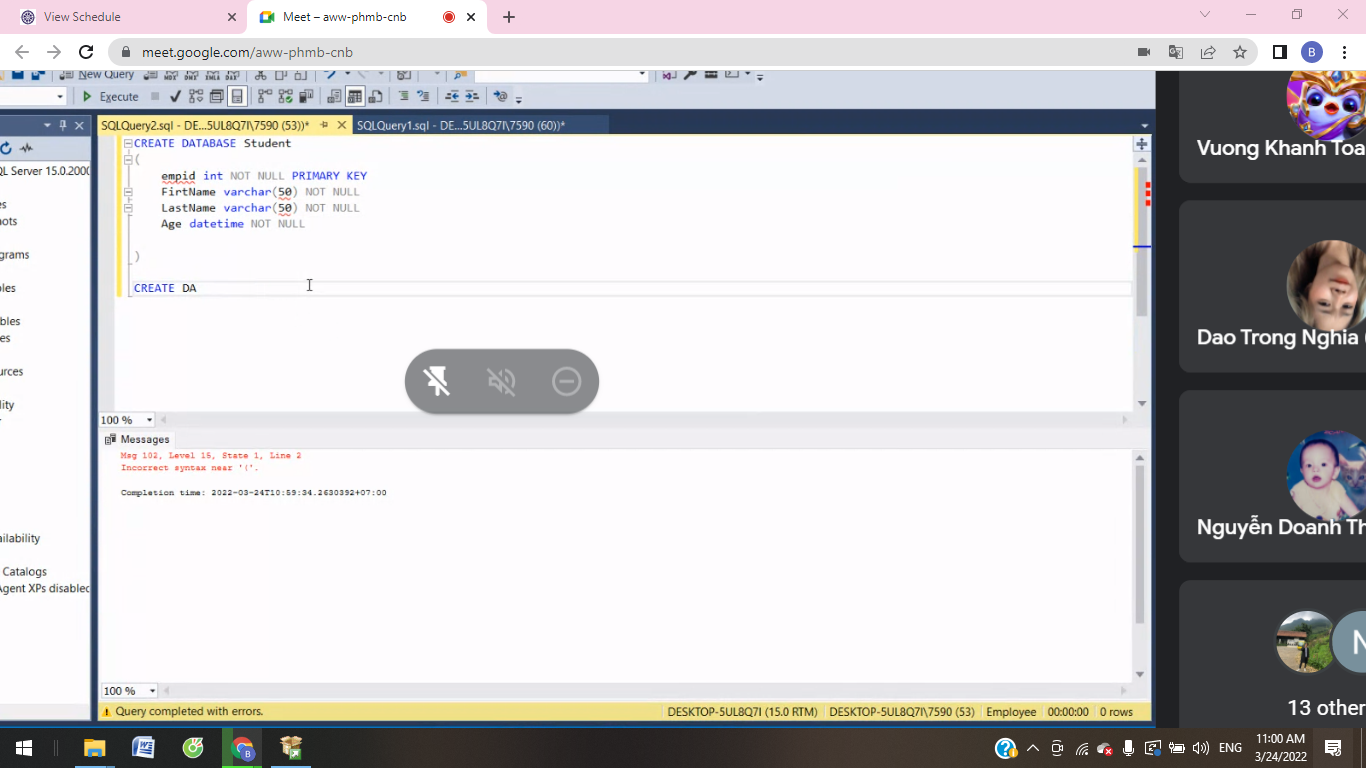 View Schedule
Meet – aww-phmb-cnb
meet.google.com/aww-phmb-cnb
B
New Query
Execute
SQLQuery2.sql - DE...5UL8Q7I\7590 (53))*
SQLQuery1.sql - DE...5UL8Q7I\7590 (60))*
CREATE DATABASE Student
(
empid int NOT NULL PRIMARY KEY
FirtName varchar(50) NOT NULL
LastName varchar(50) NOT NULL
Age datetime NOT NULL
)
CREATE DA
QL Server 15.0.2000
es
ots
grams
les
bles
es
urces
lity
ailability
Catalogs
Agent XPs disabled
100 %
Messages
Msg 102, Level 15, State 1, Line 2
Incorrect syntax near '('.
Completion time: 2022-03-24T10:59:34.2630392+07:00
100 %
Query completed with errors.
DESKTOP-5UL8Q7I (15.0 RTM)
DESKTOP-5UL8Q7I\7590 (53)
Employee
00:00:00
0 rows
Vuong Khanh Toa
Dao Trong Nghia (
Nguyễn Doanh Th
N
13 other
ENG
11:00 AM
3/24/2022